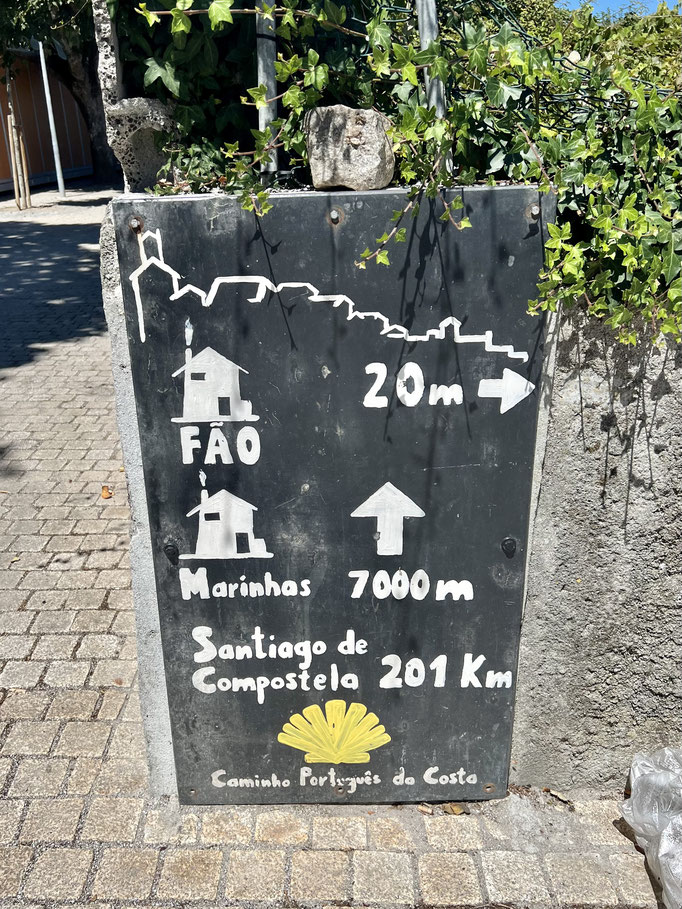 20m
FÃO
Marinhas 7000m
Santiago de
Compostela 201 Km
Caminho Português da Costa